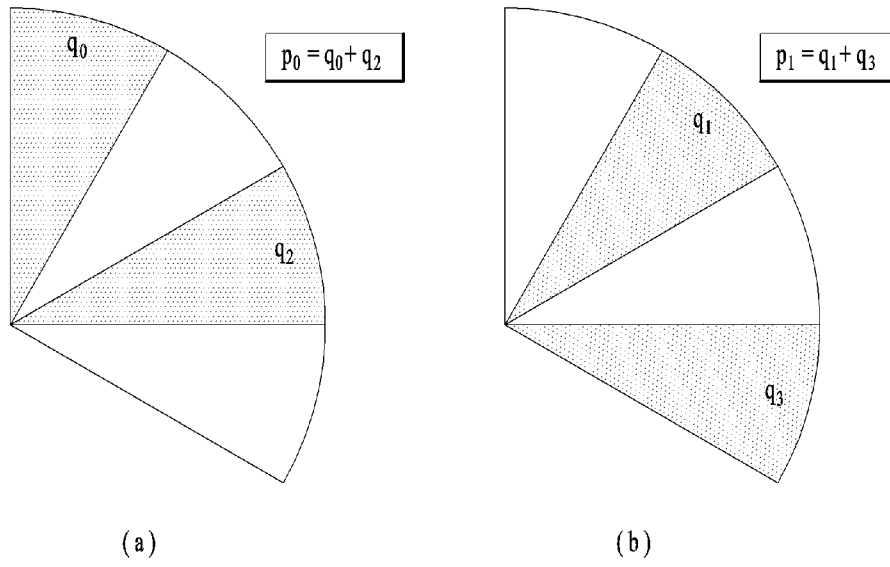 q₀
p₀ = q₀ + q₂
q₂
(a)
p₁ = q₁ + q₃
q₁
q₃
(b)